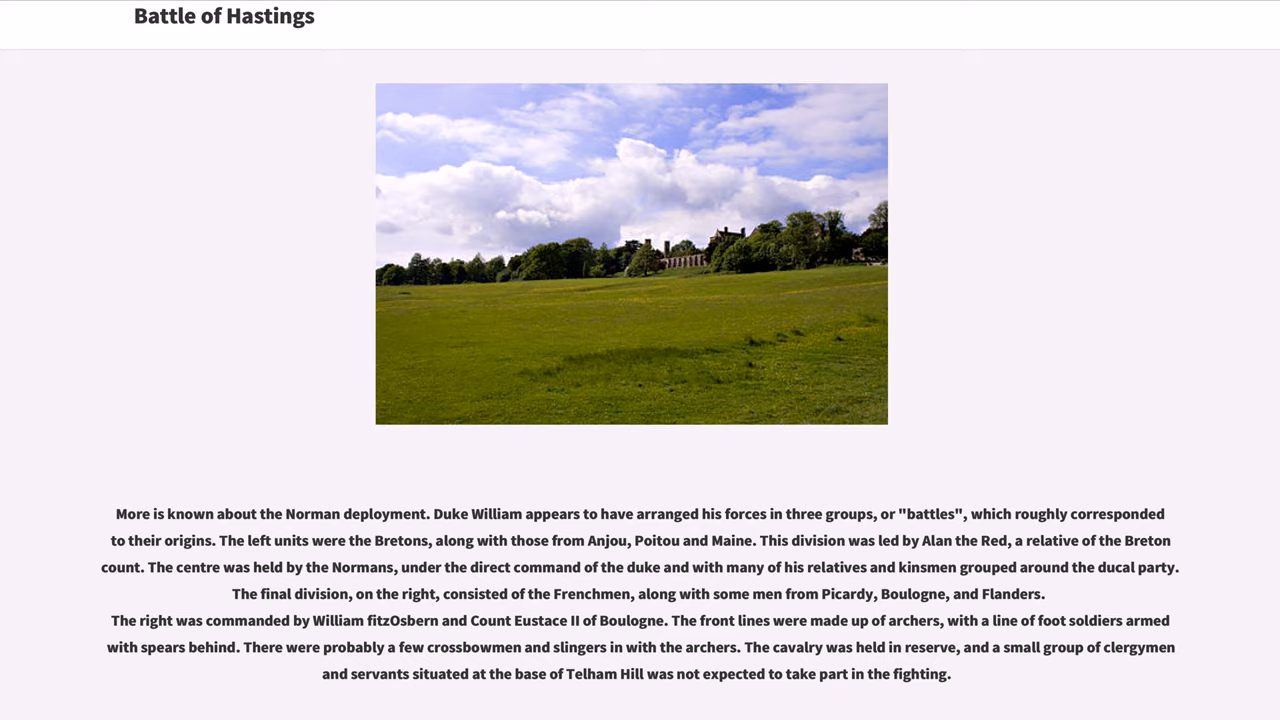 Battle of Hastings
More is known about the Norman deployment. Duke William appears to have arranged his forces in three groups, or "battles", which roughly corresponded
to their origins. The left units were the Bretons, along with those from Anjou, Poitou and Maine. This division was led by Alan the Red, a relative of the Breton
count. The centre was held by the Normans, under the direct command of the duke and with many of his relatives and kinsmen grouped around the ducal party.
The final division, on the right, consisted of the Frenchmen, along with some men from Picardy, Boulogne, and Flanders.
The right was commanded by William fitzOsbern and Count Eustace II of Boulogne. The front lines were made up of archers, with a line of foot soldiers armed
with spears behind. There were probably a few crossbowmen and slingers in with the archers. The cavalry was held in reserve, and a small group of clergymen
and servants situated at the base of Telham Hill was not expected to take part in the fighting.